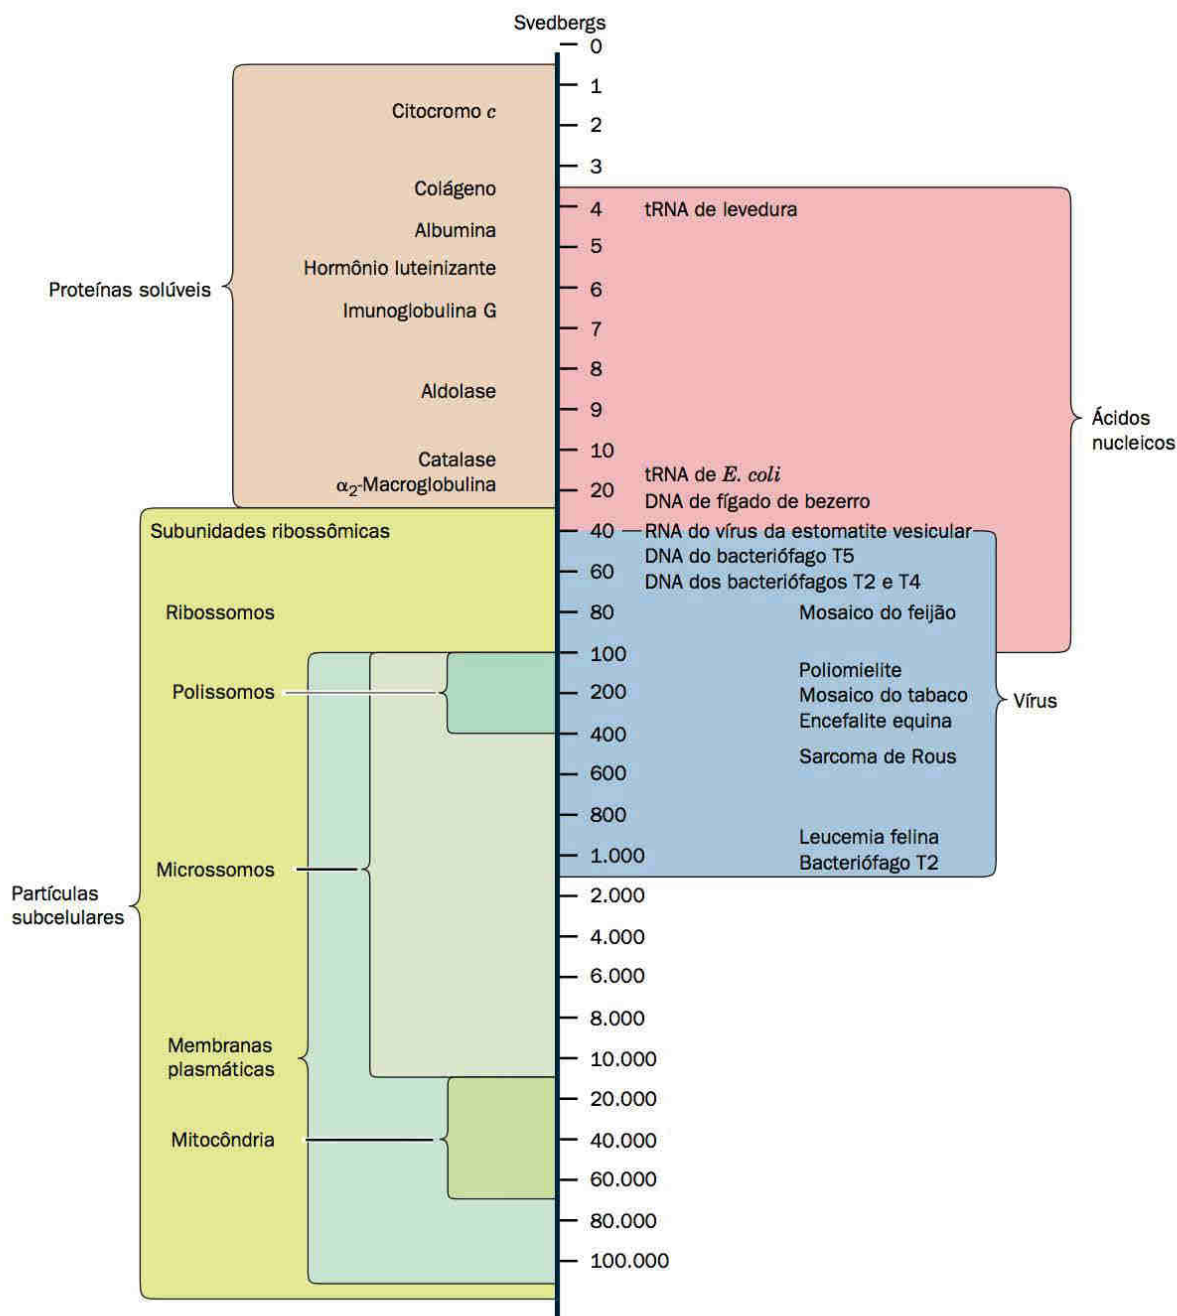 Svedbergs
0
1
Citocromo c
2
3
Colágeno
4
tRNA de levedura
Albumina
5
Hormônio luteinizante
6
Proteínas solúveis
Imunoglobulina G
7
8
Aldolase
9
Ácidos
nucleicos
10
Catalase
tRNA de E. coli
α2-Macroglobulina
20
DNA de fígado de bezerro
Subunidades ribossômicas
40
RNA do vírus da estomatite vesicular
DNA do bacteriófago T5
60
DNA dos bacteriófagos T2 e T4
Ribossomos
80
Mosaico do feijão
100
Poliomielite
Polissomos
200
Mosaico do tabaco
Vírus
Encefalite equina
400
Sarcoma de Rous
600
800
Leucemia felina
1.000
Bacteriófago T2
Microssomos
Partículas
subcelulares
2.000
4.000
6.000
8.000
Membranas
plasmáticas
10.000
20.000
Mitocôndria
40.000
60.000
80.000
100.000